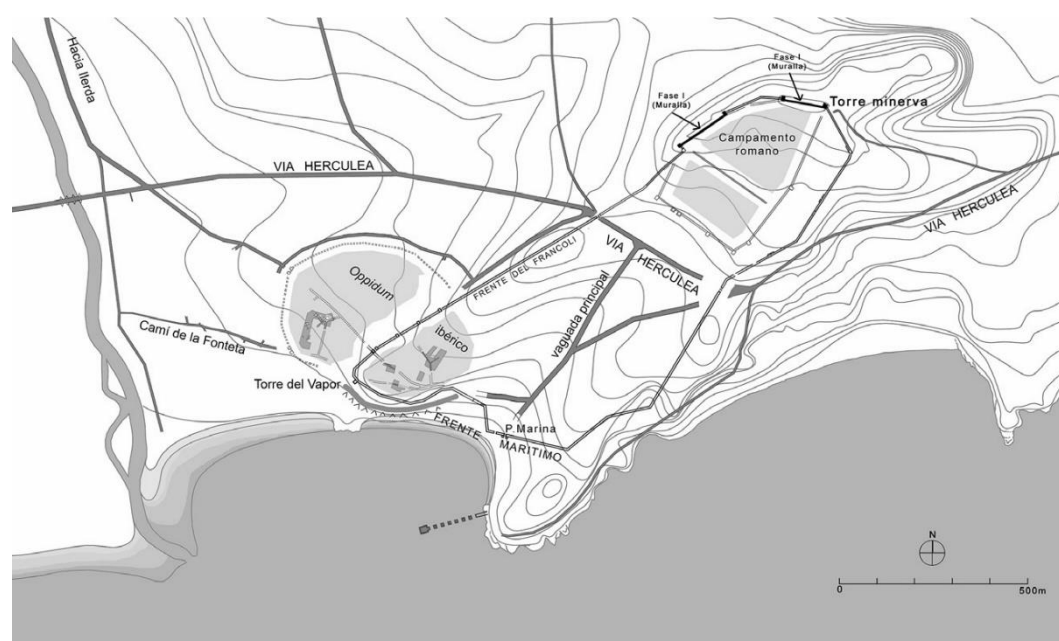 Hacia Ilerda
VIA HERCULEA
Fase I
(Muralla)
Fase I
(Muralla)
Torre minerva
Campamento
romano
VIA HERCULEA
VIA HERCULEA
FRENTE DEL FRANCOLI
vaguada principal
Oppidum
ibérico
Camí de la Fonteta
Torre del Vapor
FRENTE MARITIMO
P.Marina
N
0 500m